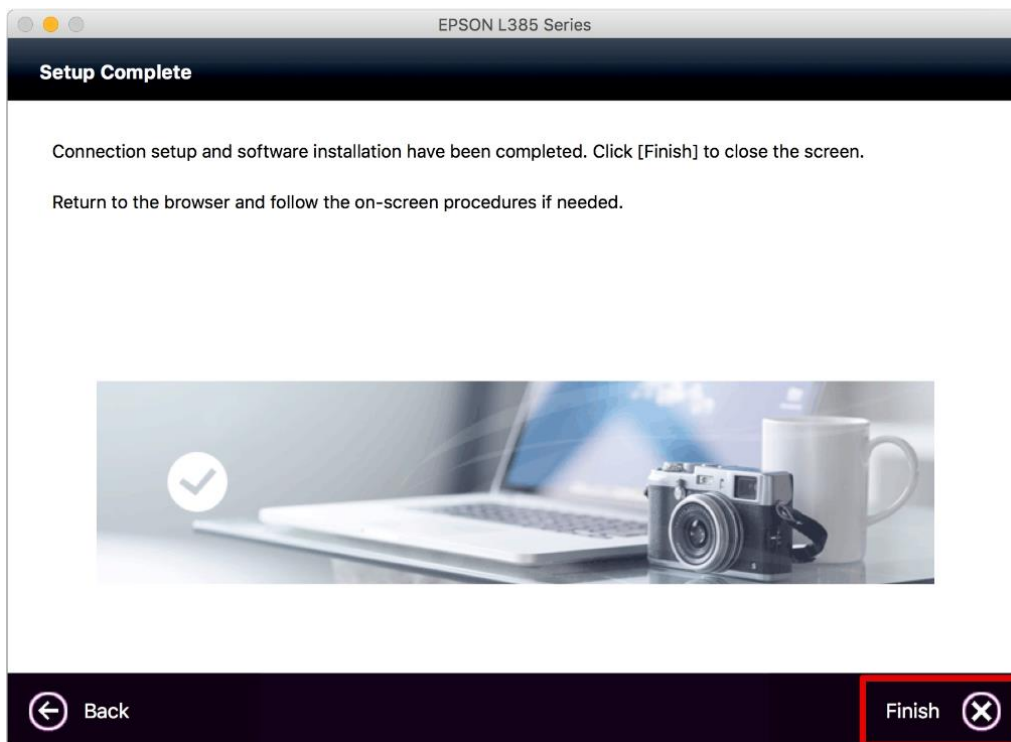 EPSON L385 Series
Setup Complete
Connection setup and software installation have been completed. Click [Finish] to close the screen.
Return to the browser and follow the on-screen procedures if needed.
Back
Finish